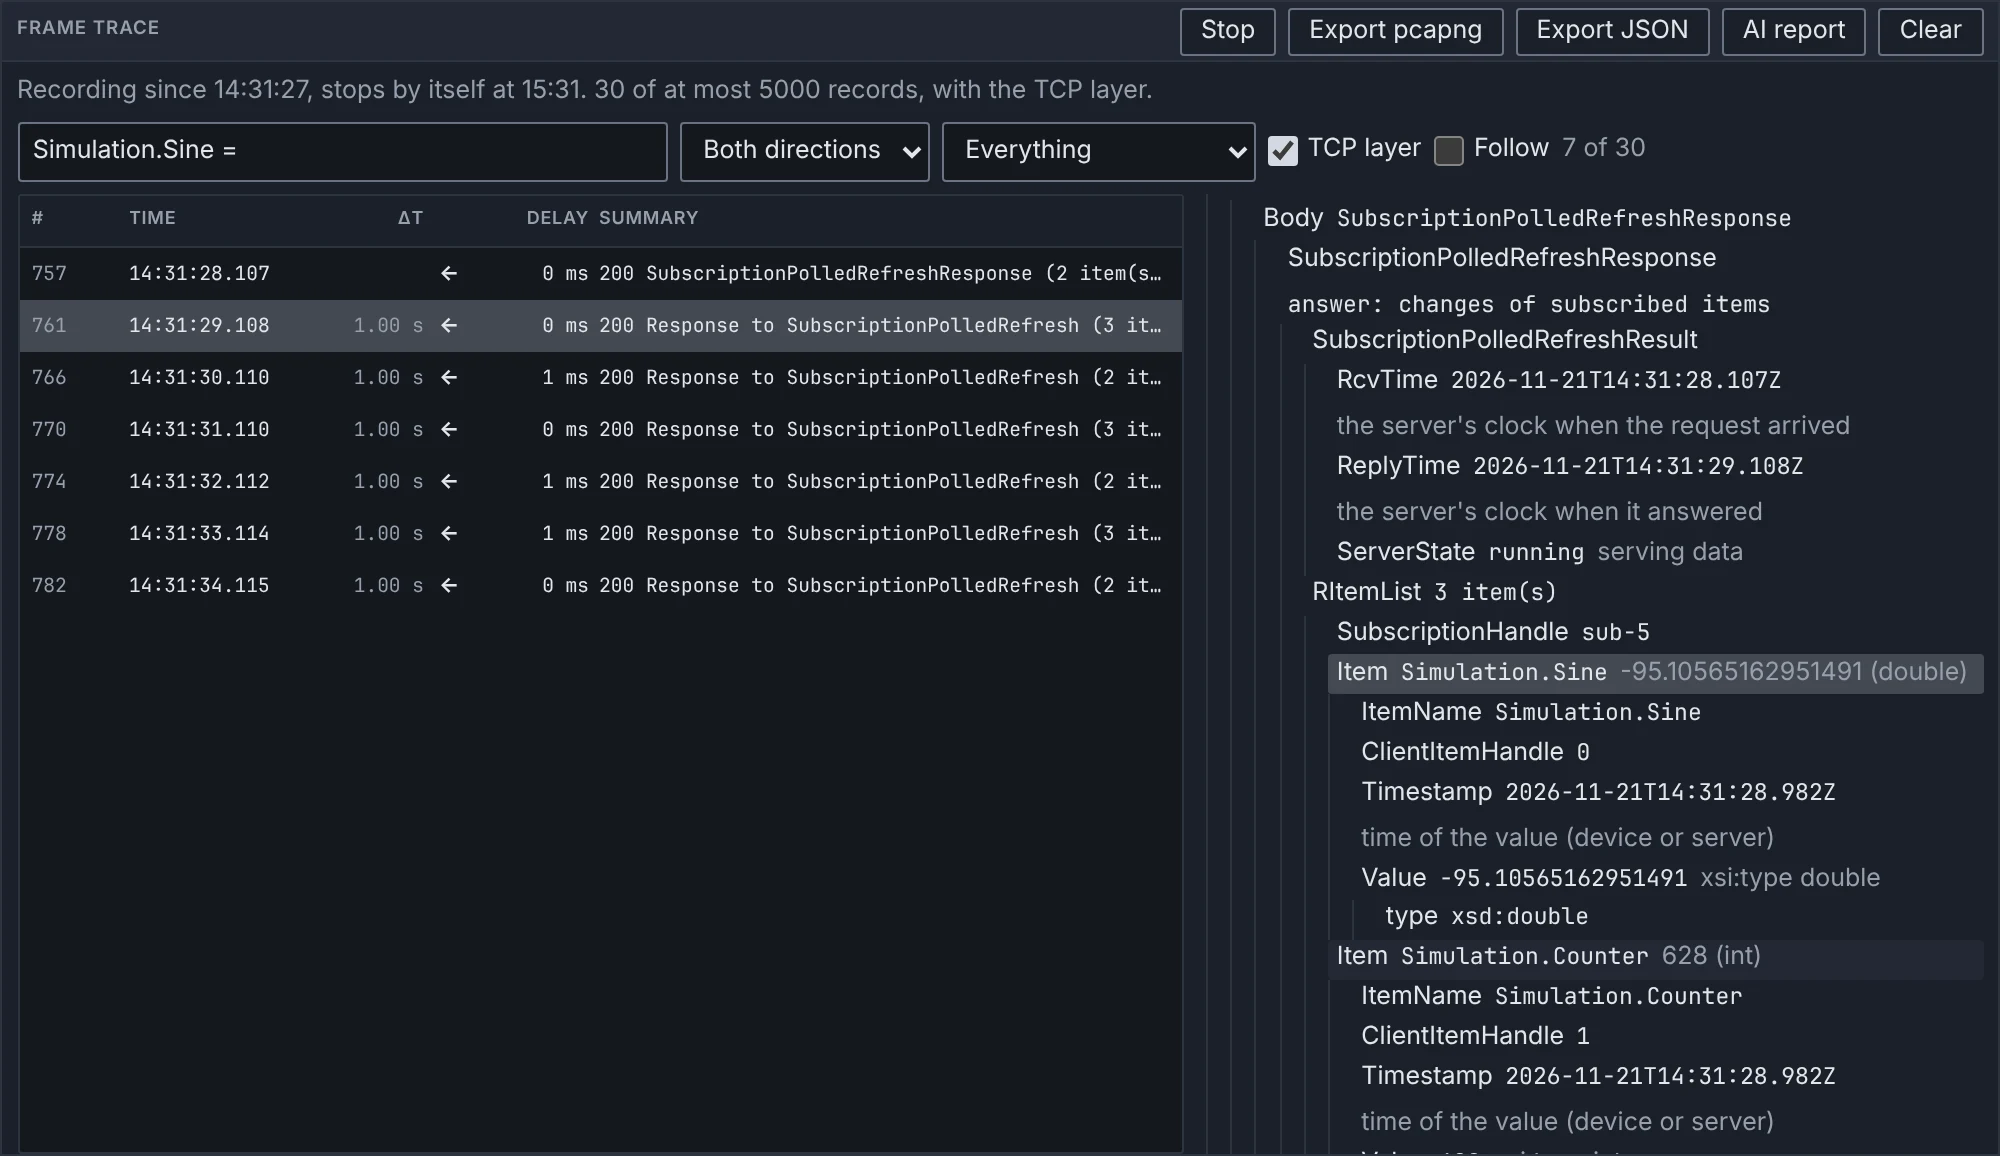 FRAME TRACE
Stop
Export pcapng
Export JSON
AI report
Clear
Recording since 14:31:27, stops by itself at 15:31. 30 of at most 5000 records, with the TCP layer.
Simulation.Sine =
Both directions
Everything
TCP layer
Follow
7 of 30
# TIME ΔT DELAY SUMMARY
757 14:31:28.107 ← 0 ms 200 SubscriptionPolledRefreshResponse (2 item(s…
761 14:31:29.108 1.00 s ← 0 ms 200 Response to SubscriptionPolledRefresh (3 it…
766 14:31:30.110 1.00 s ← 1 ms 200 Response to SubscriptionPolledRefresh (2 it…
770 14:31:31.110 1.00 s ← 0 ms 200 Response to SubscriptionPolledRefresh (3 it…
774 14:31:32.112 1.00 s ← 1 ms 200 Response to SubscriptionPolledRefresh (2 it…
778 14:31:33.114 1.00 s ← 1 ms 200 Response to SubscriptionPolledRefresh (3 it…
782 14:31:34.115 1.00 s ← 0 ms 200 Response to SubscriptionPolledRefresh (2 it…
Body SubscriptionPolledRefreshResponse
SubscriptionPolledRefreshResponse
answer: changes of subscribed items
SubscriptionPolledRefreshResult
RcvTime 2026-11-21T14:31:28.107Z
the server's clock when the request arrived
ReplyTime 2026-11-21T14:31:29.108Z
the server's clock when it answered
ServerState running serving data
RItemList 3 item(s)
SubscriptionHandle sub-5
Item Simulation.Sine -95.10565162951491 (double)
ItemName Simulation.Sine
ClientItemHandle 0
Timestamp 2026-11-21T14:31:28.982Z
time of the value (device or server)
Value -95.10565162951491 xsi:type double
type xsd:double
Item Simulation.Counter 628 (int)
ItemName Simulation.Counter
ClientItemHandle 1
Timestamp 2026-11-21T14:31:28.982Z
time of the value (device or server)